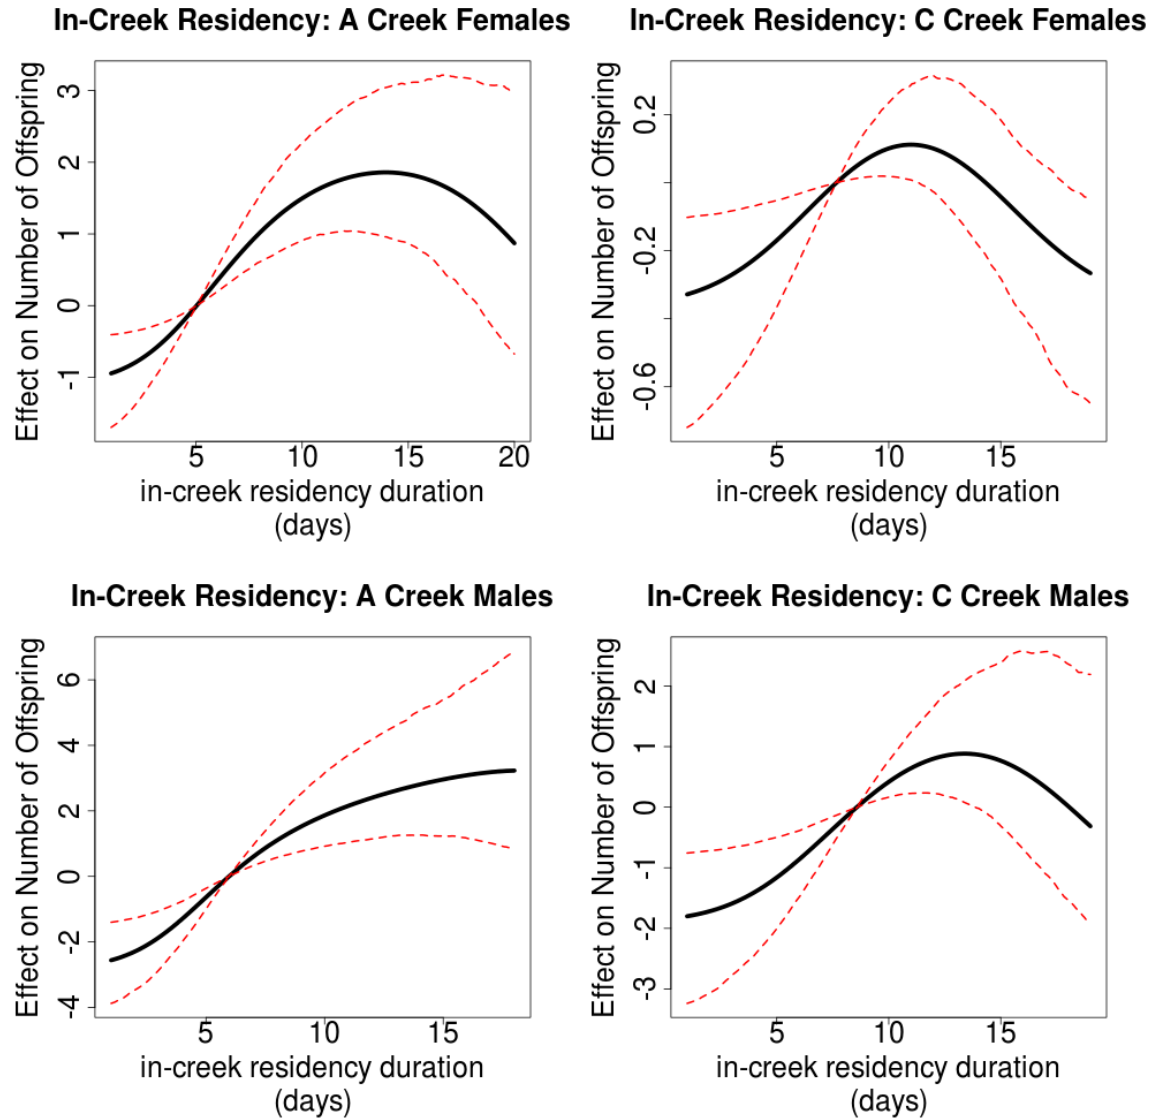 In-Creek Residency: A Creek Females
Effect on Number of Offspring
3
2
1
0
-1
5 10 15 20
in-creek residency duration
(days)
In-Creek Residency: C Creek Females
Effect on Number of Offspring
0.2
-0.2
-0.6
5 10 15
in-creek residency duration
(days)
In-Creek Residency: A Creek Males
Effect on Number of Offspring
6
4
2
0
-2
-4
5 10 15
in-creek residency duration
(days)
In-Creek Residency: C Creek Males
Effect on Number of Offspring
2
1
0
-1
-2
-3
5 10 15
in-creek residency duration
(days)